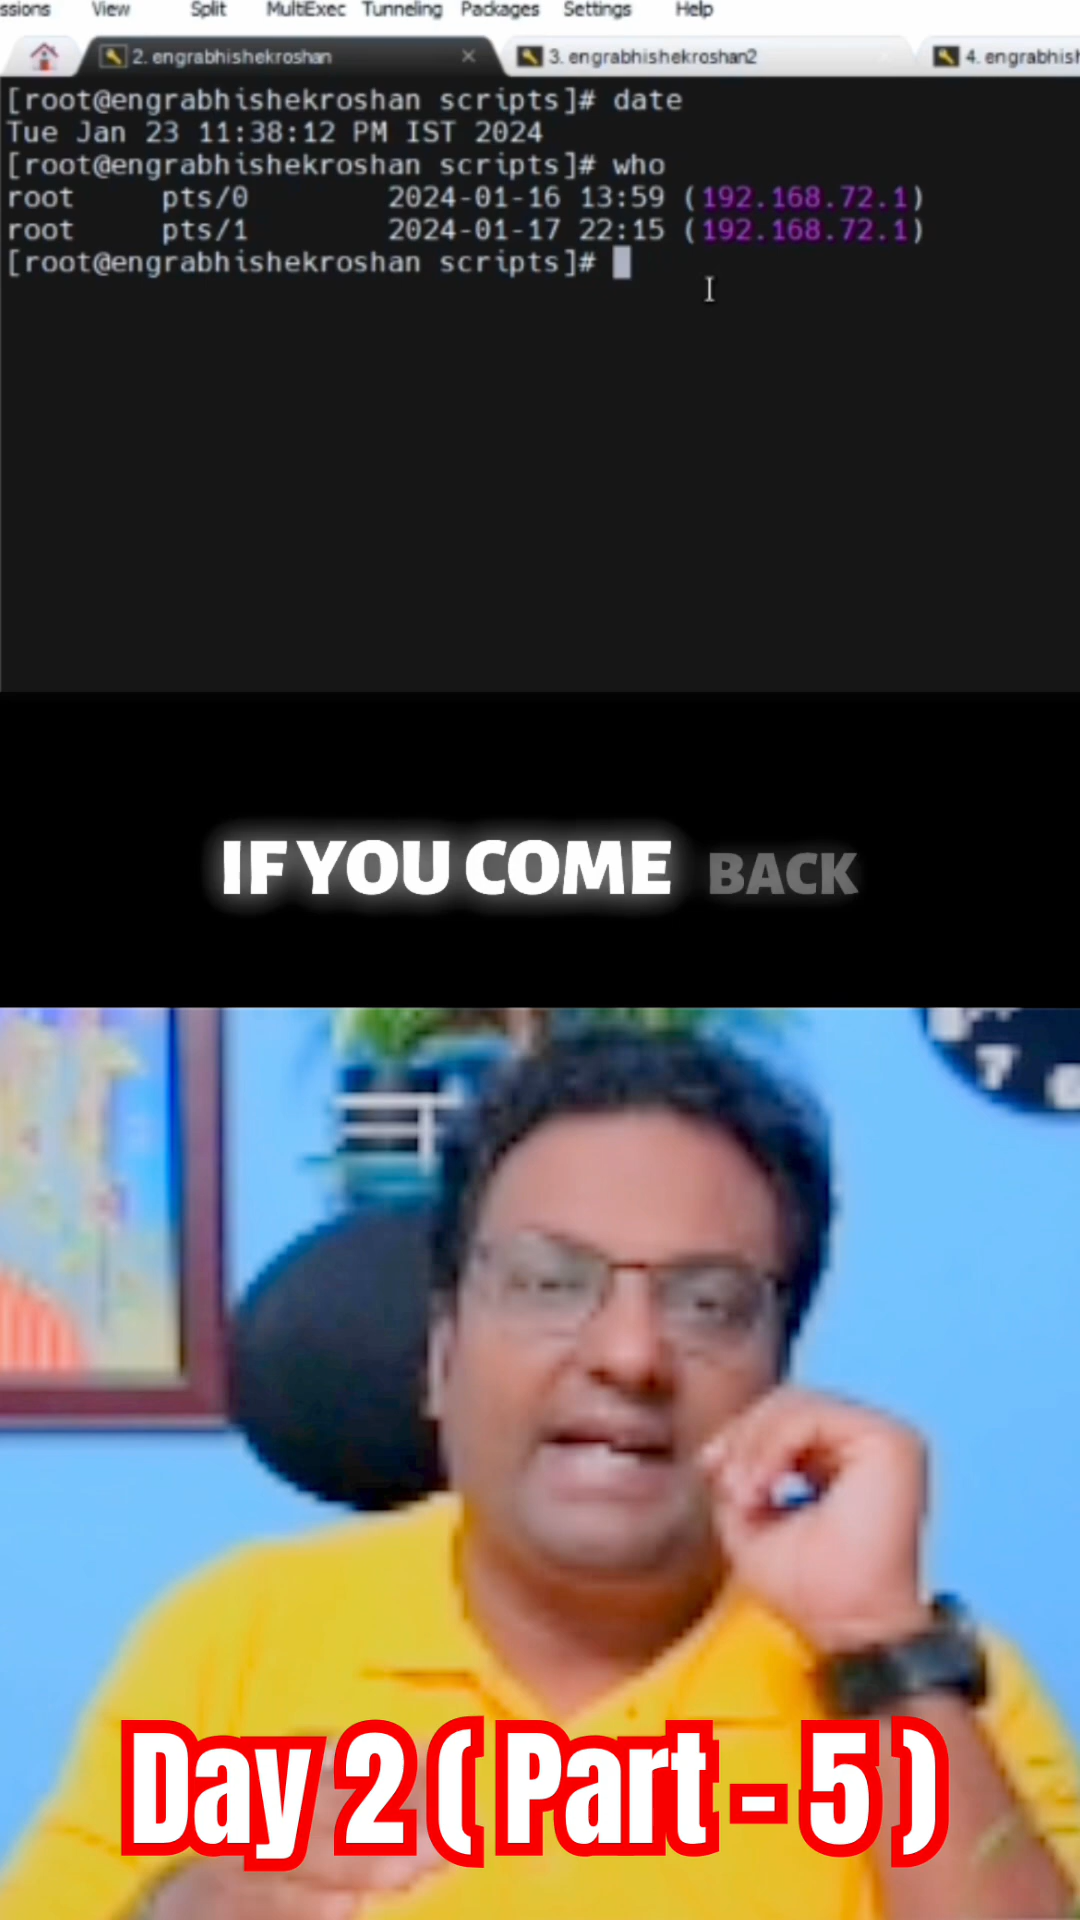 ssions View Split MultiExec Tunneling Packages Settings Help
2. engrabhishekroshan 3. engrabhishekroshan2 4. engrabhish
[root@engrabhishekroshan scripts]# date
Tue Jan 23 11:38:12 PM IST 2024
[root@engrabhishekroshan scripts]# who
root pts/0 2024-01-16 13:59 (192.168.72.1)
root pts/1 2024-01-17 22:15 (192.168.72.1)
[root@engrabhishekroshan scripts]#
IF YOU COME BACK
7
Day 2 ( Part - 5 )